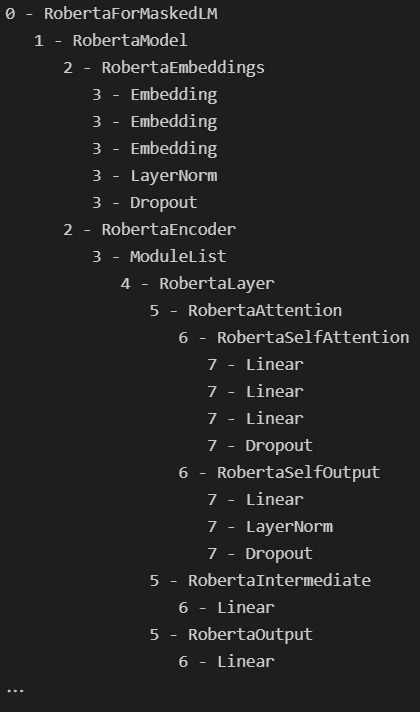 0 - RobertaForMaskedLM
1 - RobertaModel
2 - RobertaEmbeddings
3 - Embedding
3 - Embedding
3 - Embedding
3 - LayerNorm
3 - Dropout
2 - RobertaEncoder
3 - ModuleList
4 - RobertaLayer
5 - RobertaAttention
6 - RobertaSelfAttention
7 - Linear
7 - Linear
7 - Linear
7 - Dropout
6 - RobertaSelfOutput
7 - Linear
7 - LayerNorm
7 - Dropout
5 - RobertaIntermediate
6 - Linear
5 - RobertaOutput
6 - Linear
...